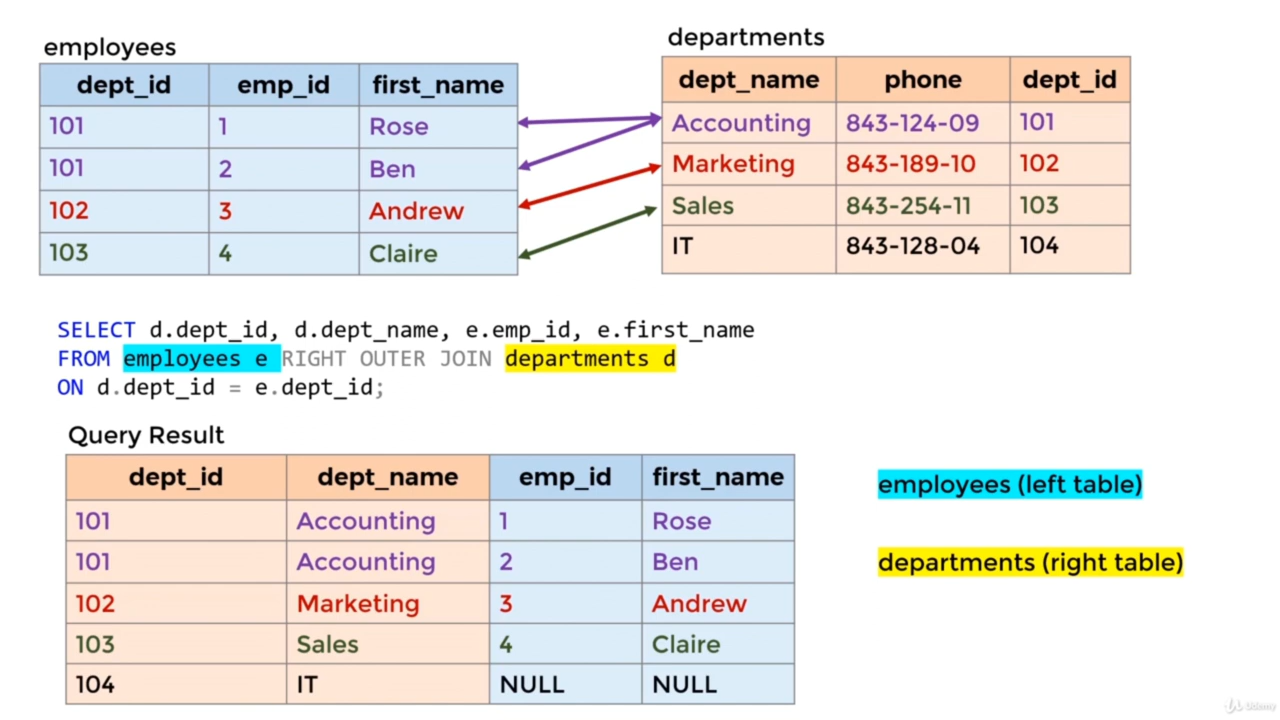 employees
departments
dept_id emp_id first_name
dept_name phone dept_id
101 1 Rose
Accounting 843-124-09 101
101 2 Ben
Marketing 843-189-10 102
102 3 Andrew
Sales 843-254-11 103
103 4 Claire
IT 843-128-04 104
SELECT d.dept_id, d.dept_name, e.emp_id, e.first_name
FROM employees e RIGHT OUTER JOIN departments d
ON d.dept_id = e.dept_id;
Query Result
dept_id dept_name emp_id first_name
101 Accounting 1 Rose
101 Accounting 2 Ben
102 Marketing 3 Andrew
103 Sales 4 Claire
104 IT NULL NULL
employees (left table)
departments (right table)
Udemy